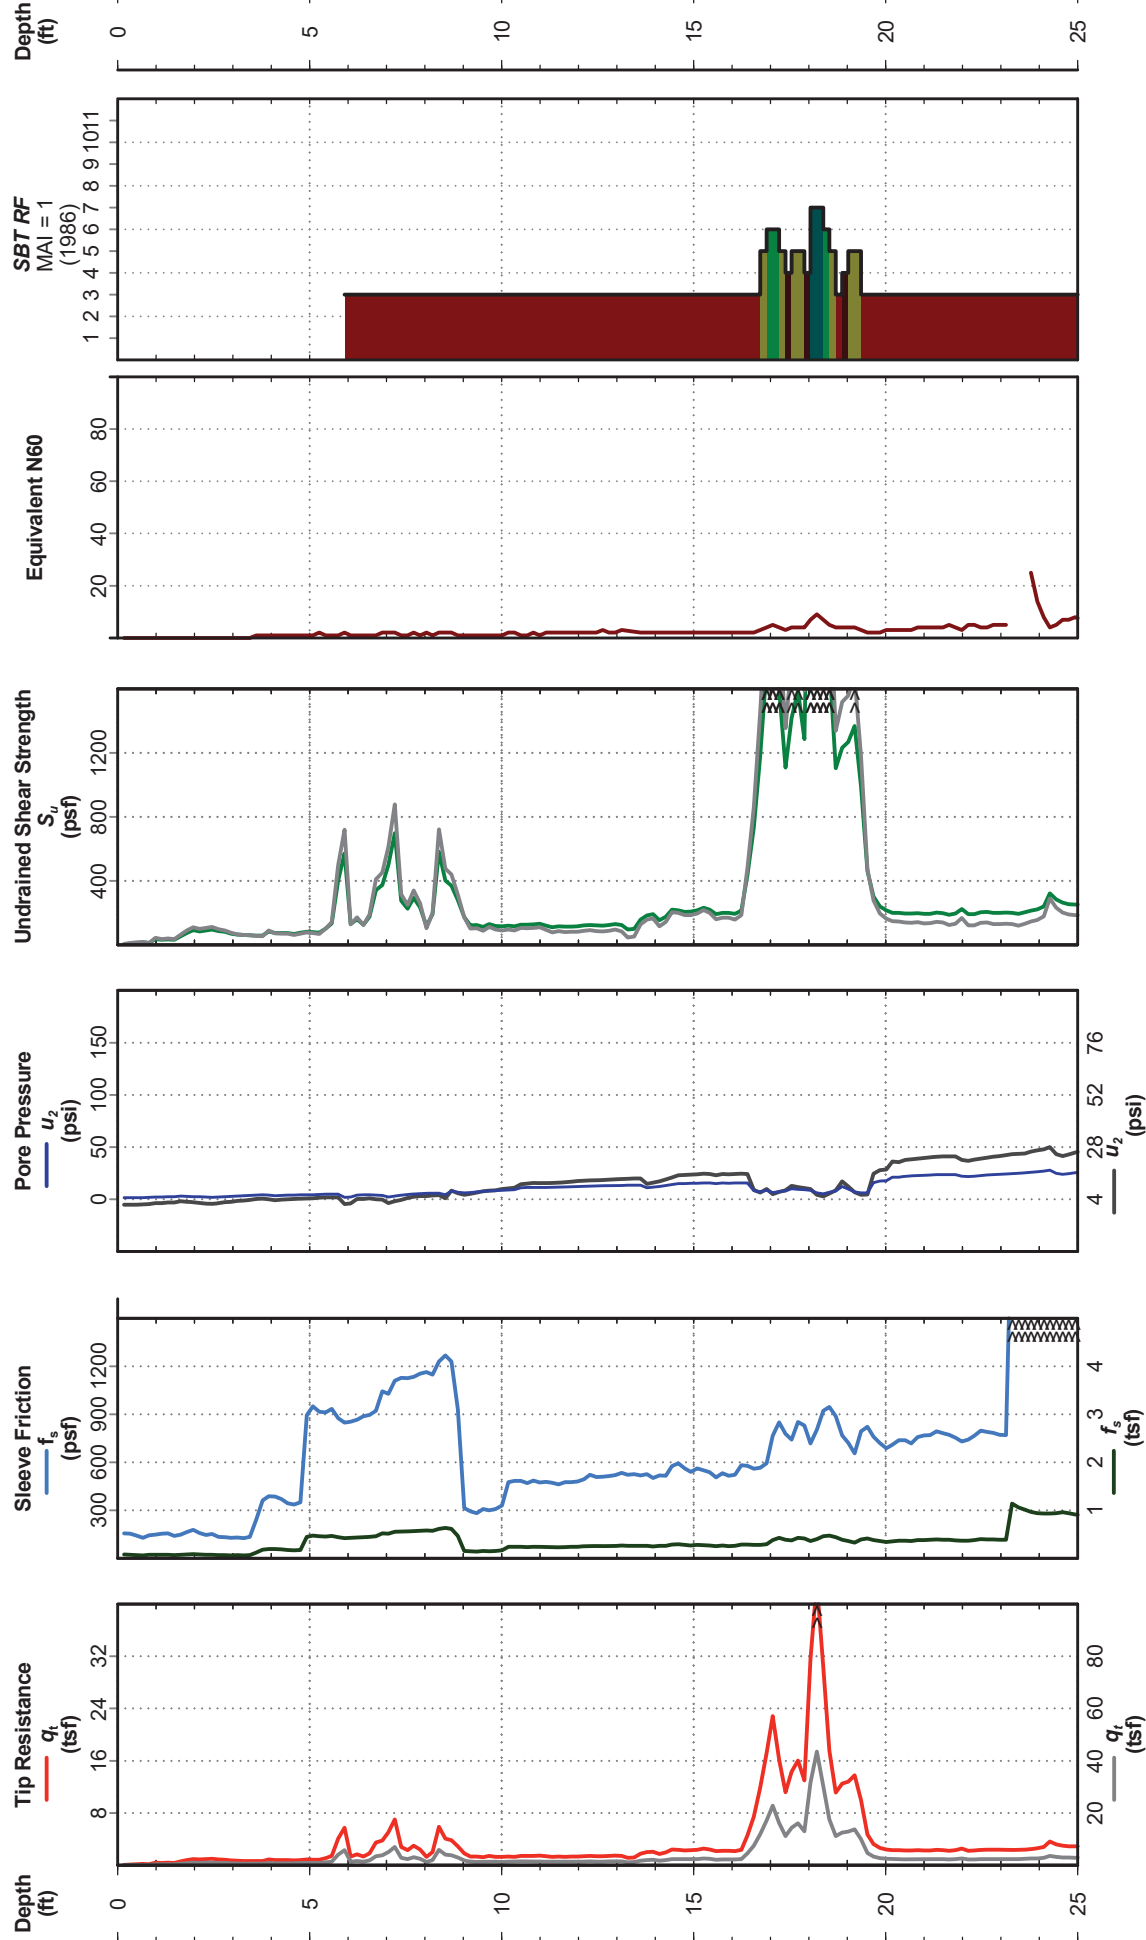 Depth
(ft)
0
5
10
15
20
25
Tip Resistance
qt
(tsf)
8 16 24 32
20 40 60 80
qt
(tsf)
Sleeve Friction
fs
(psf)
300 600 900 1200
1 2 3 4
fs
(tsf)
Pore Pressure
u2
(psi)
0 50 100 150
4 28 52 76
u2
(psi)
Undrained Shear Strength
Su
(psf)
400 800 1200
Equivalent N60
20 40 60 80
SBT RF
MAI = 1
(1986)
1 2 3 4 5 6 7 8 9 10 11
Depth
(ft)
0
5
10
15
20
25